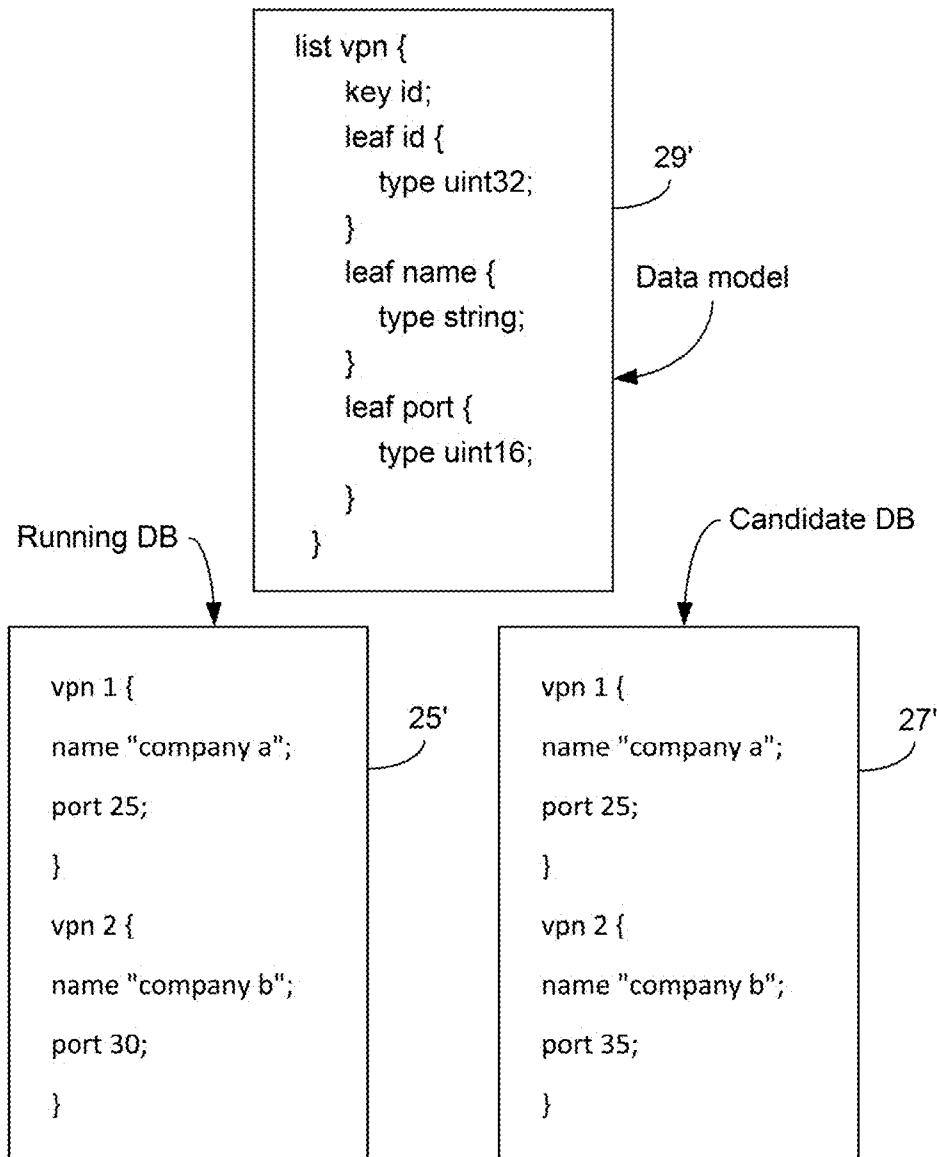 list vpn {
key id;
leaf id {
type uint32;
}
leaf name {
type string;
}
leaf port {
type uint16;
}
}
29'
Data model
Running DB
Candidate DB
vpn 1 {
name "company a";
port 25;
}
vpn 2 {
name "company b";
port 30;
}
25'
vpn 1 {
name "company a";
port 25;
}
vpn 2 {
name "company b";
port 35;
}
27'